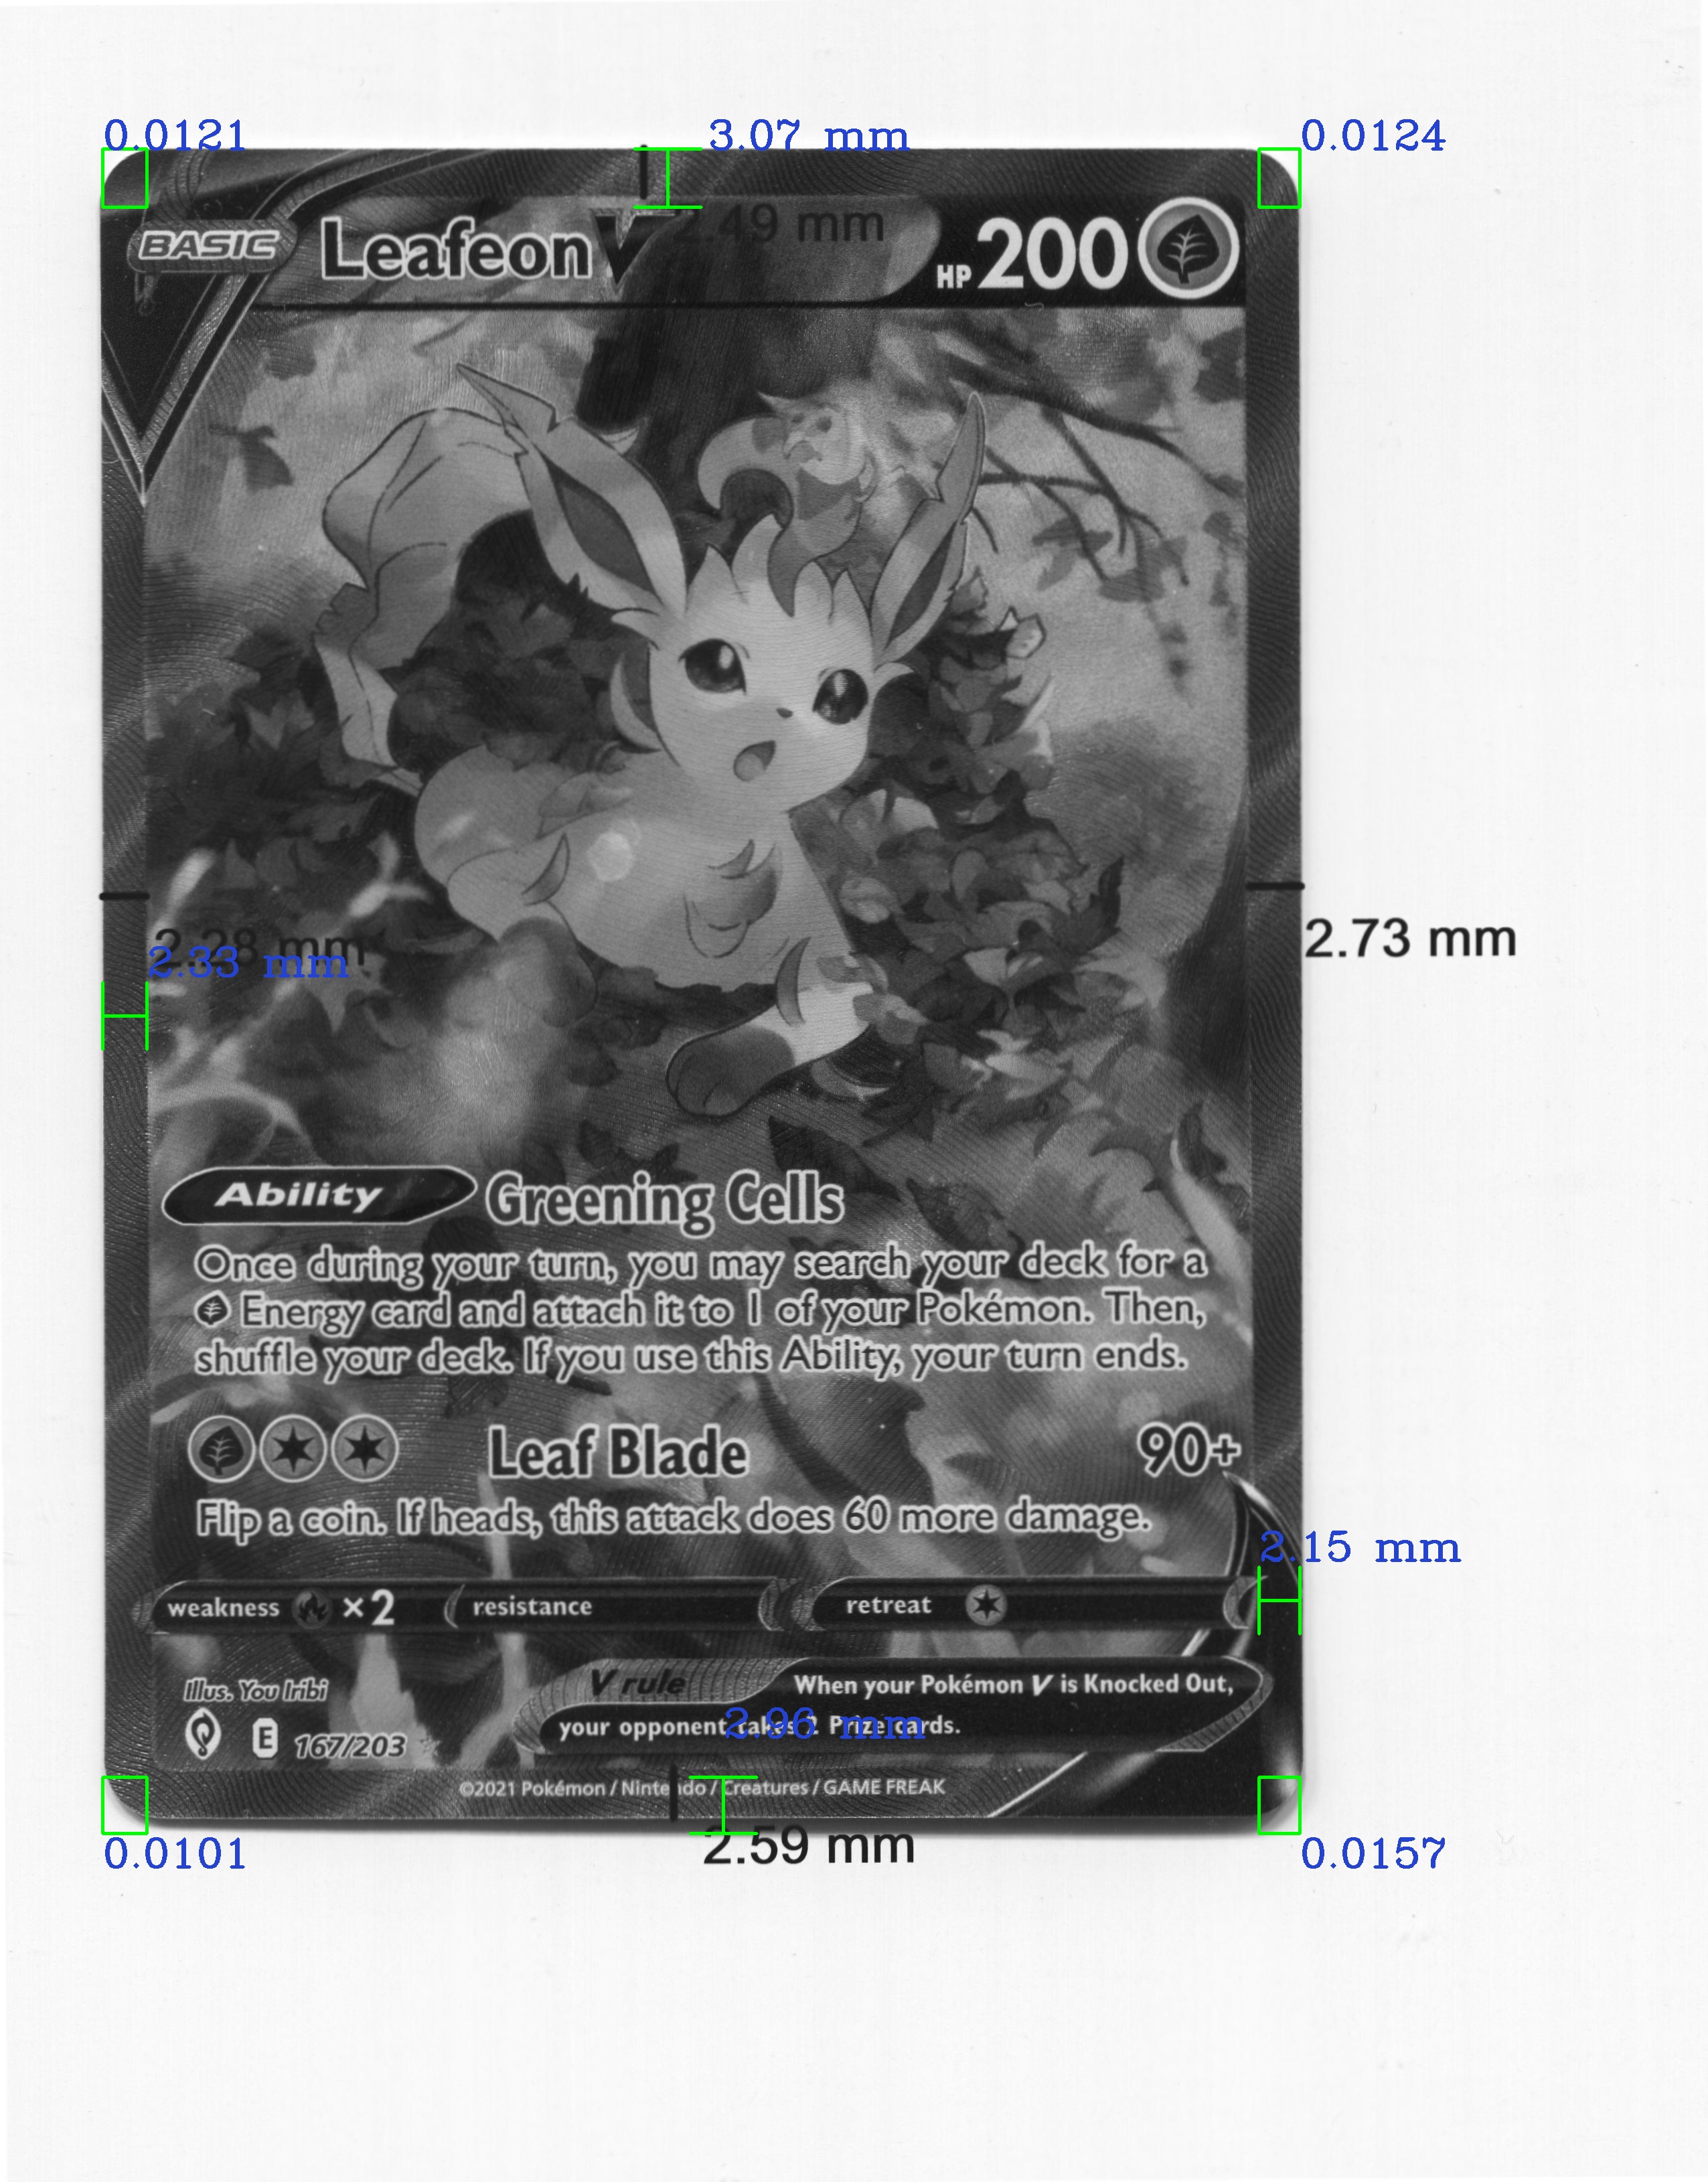 0.0121 3.07 mm 0.0124
BASIC Leafeon V 2.49 mm HP 200
2.73 mm
2.28 mm
2.33 mm
Ability Greening Cells
Once during your turn, you may search your deck for a
Energy card and attach it to 1 of your Pokémon. Then,
shuffle your deck. If you use this Ability, your turn ends.
Leaf Blade 90+
Flip a coin. If heads, this attack does 60 more damage.
2.15 mm
weakness ×2 resistance retreat
Illus. You Iribi
V rule When your Pokémon V is Knocked Out,
your opponent takes 2 Prize cards.
2.96 mm
E 167/203
©2021 Pokémon / Nintendo / Creatures / GAME FREAK
0.0101 2.59 mm 0.0157